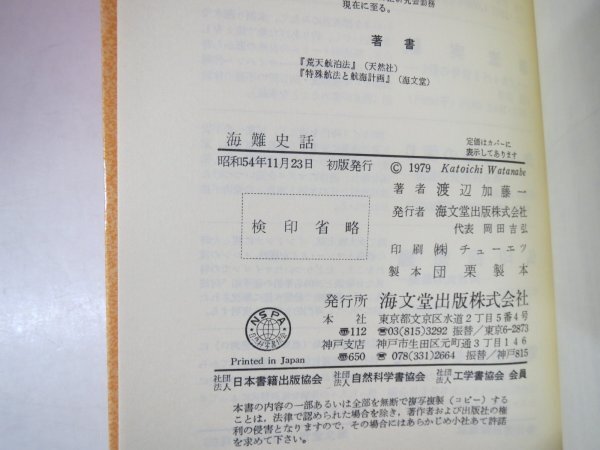 現在に至る。
著書
『荒天航泊法』（天然社）
『特殊航法と航海計画』（海文堂）
海難史話
定価はカバーに
表示してあります
昭和54年11月23日 初版発行
© 1979 Katoichi Watanabe
著者 渡辺加藤一
発行者 海文堂出版株式会社
代表 岡田吉弘
印刷 ㈱チューエツ
製本 団栗製本
検印省略
発行所 海文堂出版株式会社
本社 東京都文京区水道2丁目5番4号
〠112 ☎03(815)3292 振替/東京6-2873
神戸支店 神戸市生田区元町通3丁目146
〠650 ☎078(331)2664 振替/神戸815
NSPA
Printed in Japan
社団法人 日本書籍出版協会 社団法人 自然科学書協会 社団法人 工学書協会 会員
本書の内容の一部あるいは全部を無断で複写複製（コピー）する
ことは，法律で認められた場合を除き，著作者および出版社の権
利の侵害となりますので，その場合にはあらかじめ小社あて許諾
を求めて下さい。